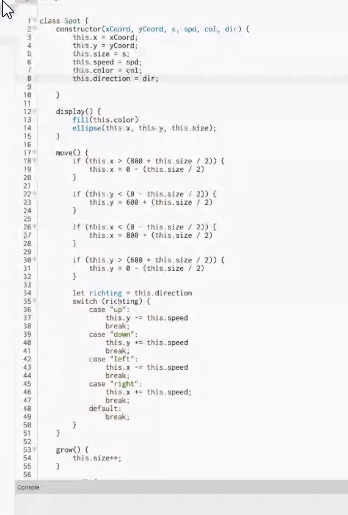 1 class Spot {
2 constructor(xCoord, yCoord, s, spd, col, dir) {
3 this.x = xCoord;
4 this.y = yCoord;
5 this.size = s;
6 this.speed = spd;
7 this.color = col;
8 this.direction = dir;
9
10 }
11
12 display() {
13 fill(this.color)
14 ellipse(this.x, this.y, this.size);
15 }
16
17 move() {
18 if (this.x > (800 + (this.size / 2)) {
19 this.x = 0 - (this.size / 2)
20 }
21
22 if (this.y < (0 - (this.size / 2)) {
23 this.y = 600 + (this.size / 2)
24 }
25
26 if (this.x < (0 - (this.size / 2)) {
27 this.x = 800 + (this.size / 2)
28 }
29
30 if (this.y > (600 + (this.size / 2)) {
31 this.y = 0 - (this.size / 2)
32 }
33
34 let richting = this.direction
35 switch (richting) {
36 case "up":
37 this.y -= this.speed
38 break;
39 case "down":
40 this.y += this.speed
41 break;
42 case "left":
43 this.x -= this.speed
44 break;
45 case "right":
46 this.x += this.speed;
47 break;
48 default:
49 break;
50 }
51 }
52
53 grow() {
54 this.size++;
55 }
56
Console